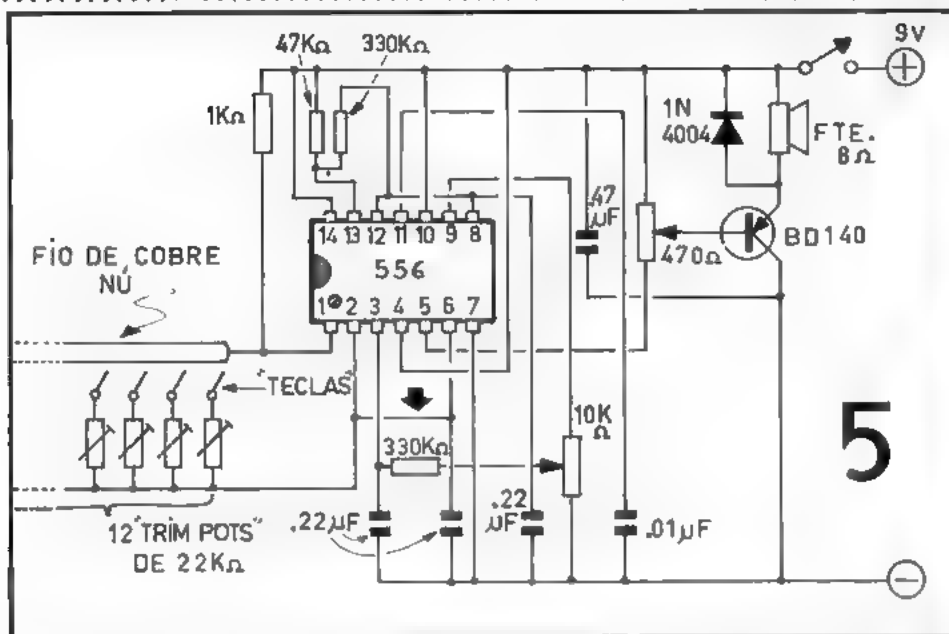 47KΩ
330KΩ
9V
+
1KΩ
1N
4004
FTE.
8Ω
.47
μF
14 13 12 11 10 9 8
470Ω
BD140
556
FIO DE COBRE
NÚ
1 2 3 4 5 6 7
"TECLAS"
10K
Ω
330KΩ
5
12 "TRIM POTS"
DE 22KΩ
.22μF
.22
μF
.01μF
−